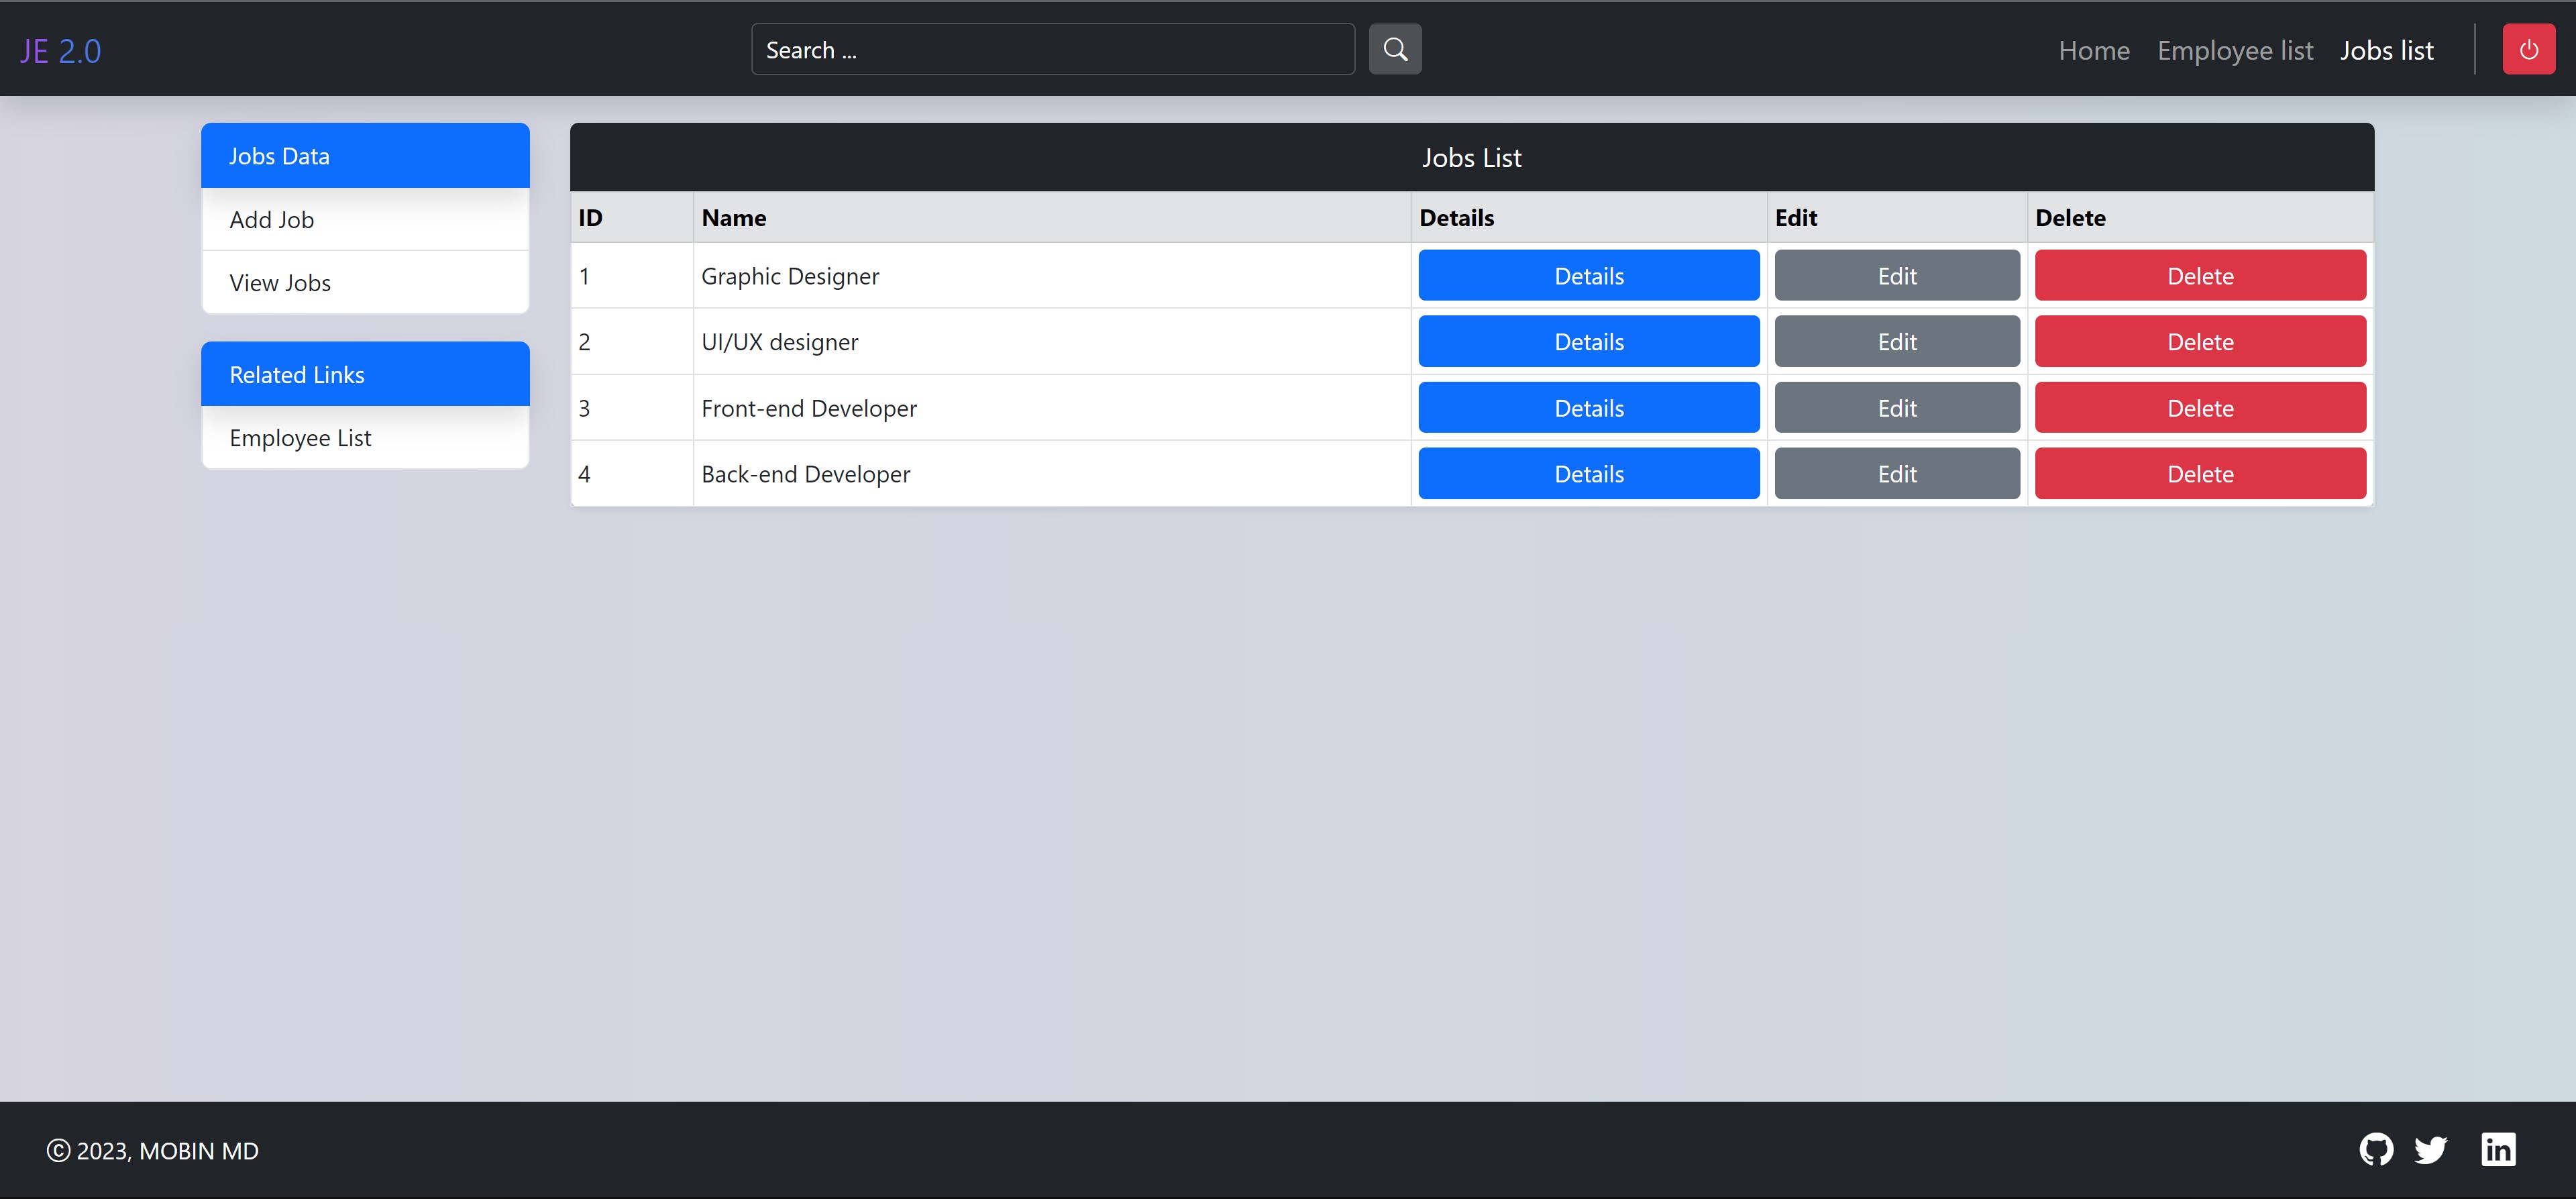 JE 2.0
Search ...
Home Employee list Jobs list
Jobs Data
Add Job
View Jobs
Related Links
Employee List
Jobs List
ID Name Details Edit Delete
1 Graphic Designer Details Edit Delete
2 UI/UX designer Details Edit Delete
3 Front-end Developer Details Edit Delete
4 Back-end Developer Details Edit Delete
© 2023, MOBIN MD
in